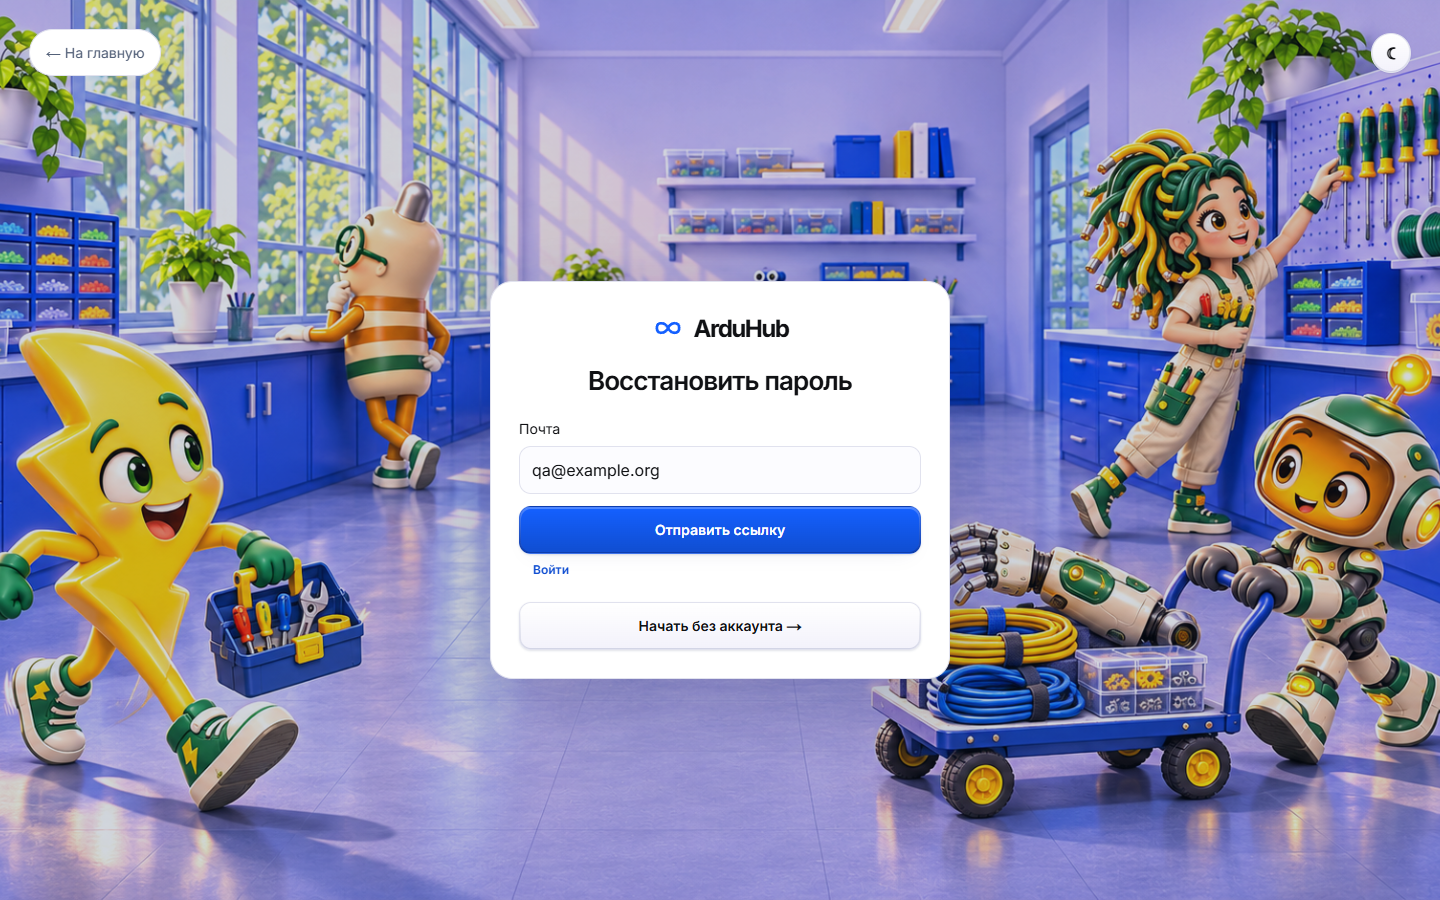 ← На главную
ArduHub
Восстановить пароль
Почта
qa@example.org
Отправить ссылку
Войти
Начать без аккаунта →